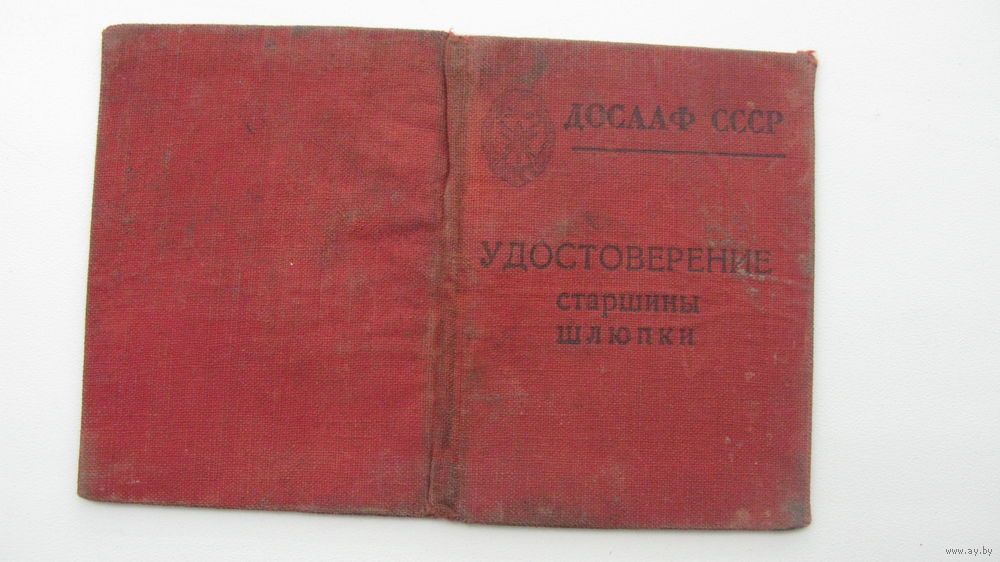 ДОСААФ СССР
УДОСТОВЕРЕНИЕ
старшины
шлюпки
www.ay.by